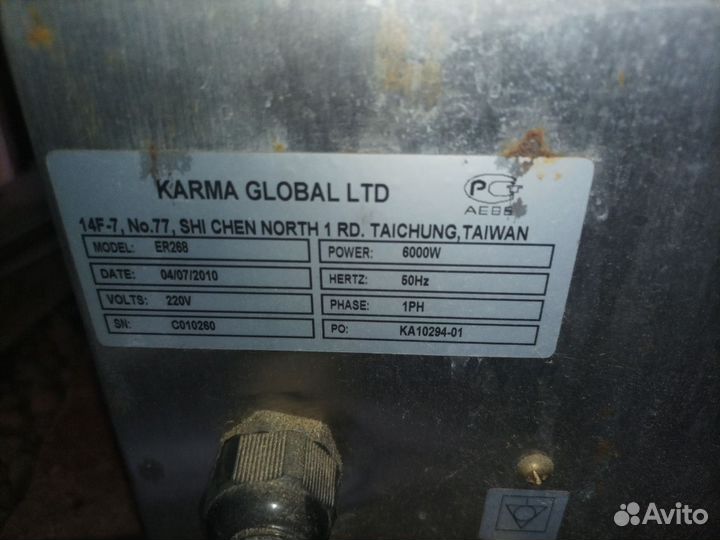 KARMA GLOBAL LTD
РСТ
14F-7, No.77, SHI CHEN NORTH 1 RD. TAICHUNG,TAIWAN
MODEL: ER268
POWER: 6000W
DATE: 04/07/2010
HERTZ: 50Hz
VOLTS: 220V
PHASE: 1PH
SN: C010260
PO: KA10294-01
Avito